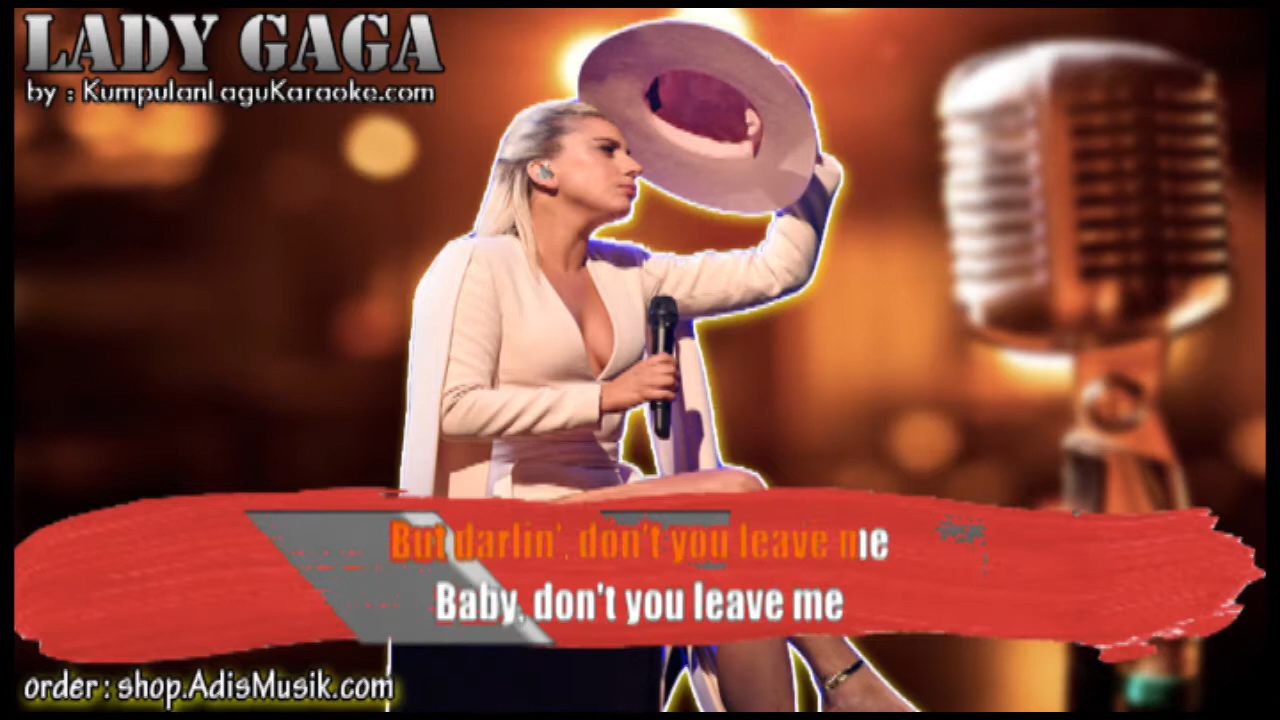 LADY GAGA
by : KumpulanLaguKaraoke.com
But darlin', don't you leave me
Baby, don't you leave me
order : shop.AdisMusik.com